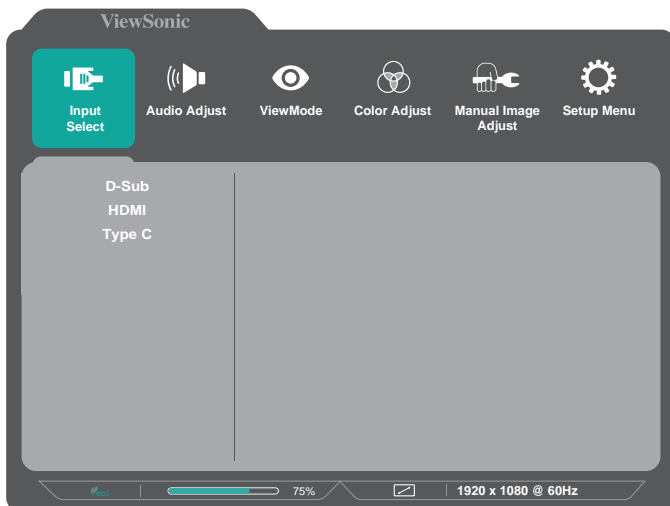 ViewSonic
Input
Select
Audio Adjust
ViewMode
Color Adjust
Manual Image
Adjust
Setup Menu
D-Sub
HDMI
Type C
eco
75%
1920 x 1080 @ 60Hz